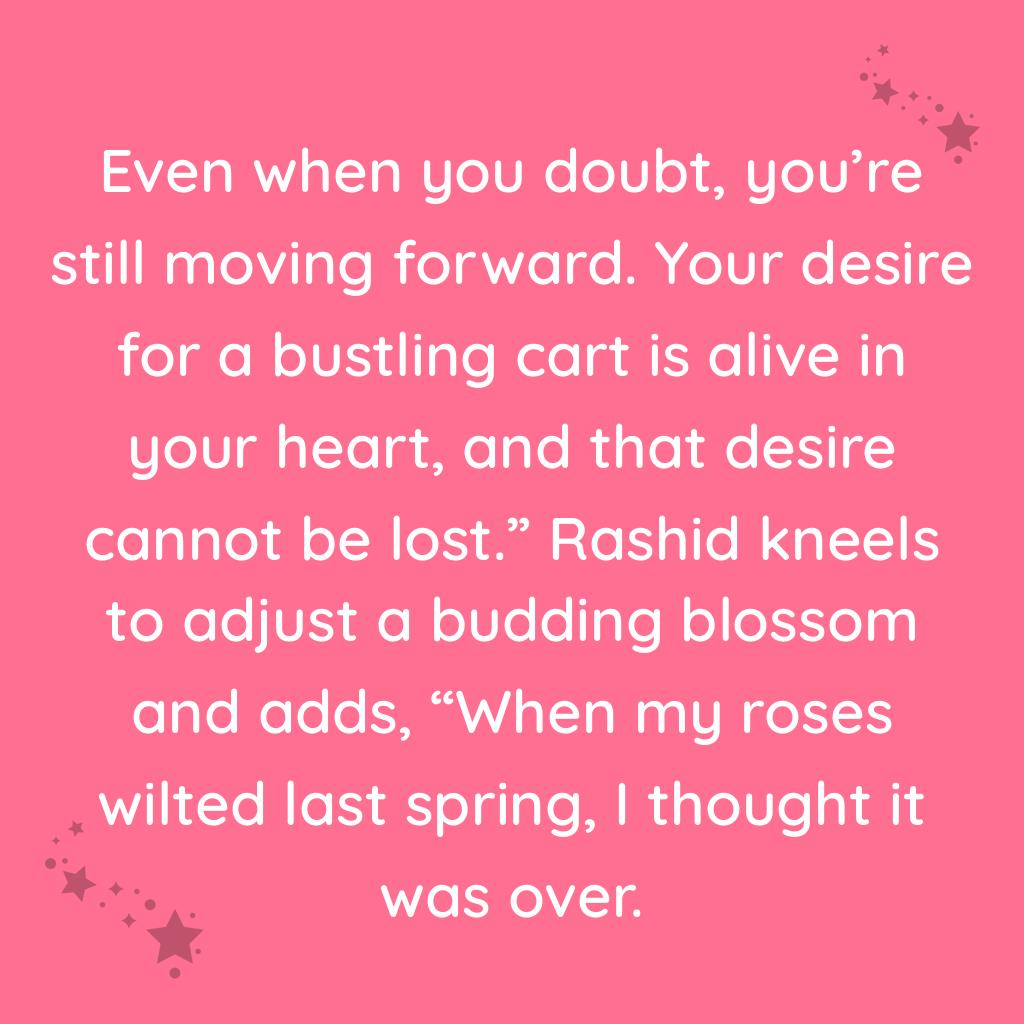 Even when you doubt, you’re
still moving forward. Your desire
for a bustling cart is alive in
your heart, and that desire
cannot be lost.” Rashid kneels
to adjust a budding blossom
and adds, “When my roses
wilted last spring, I thought it
was over.